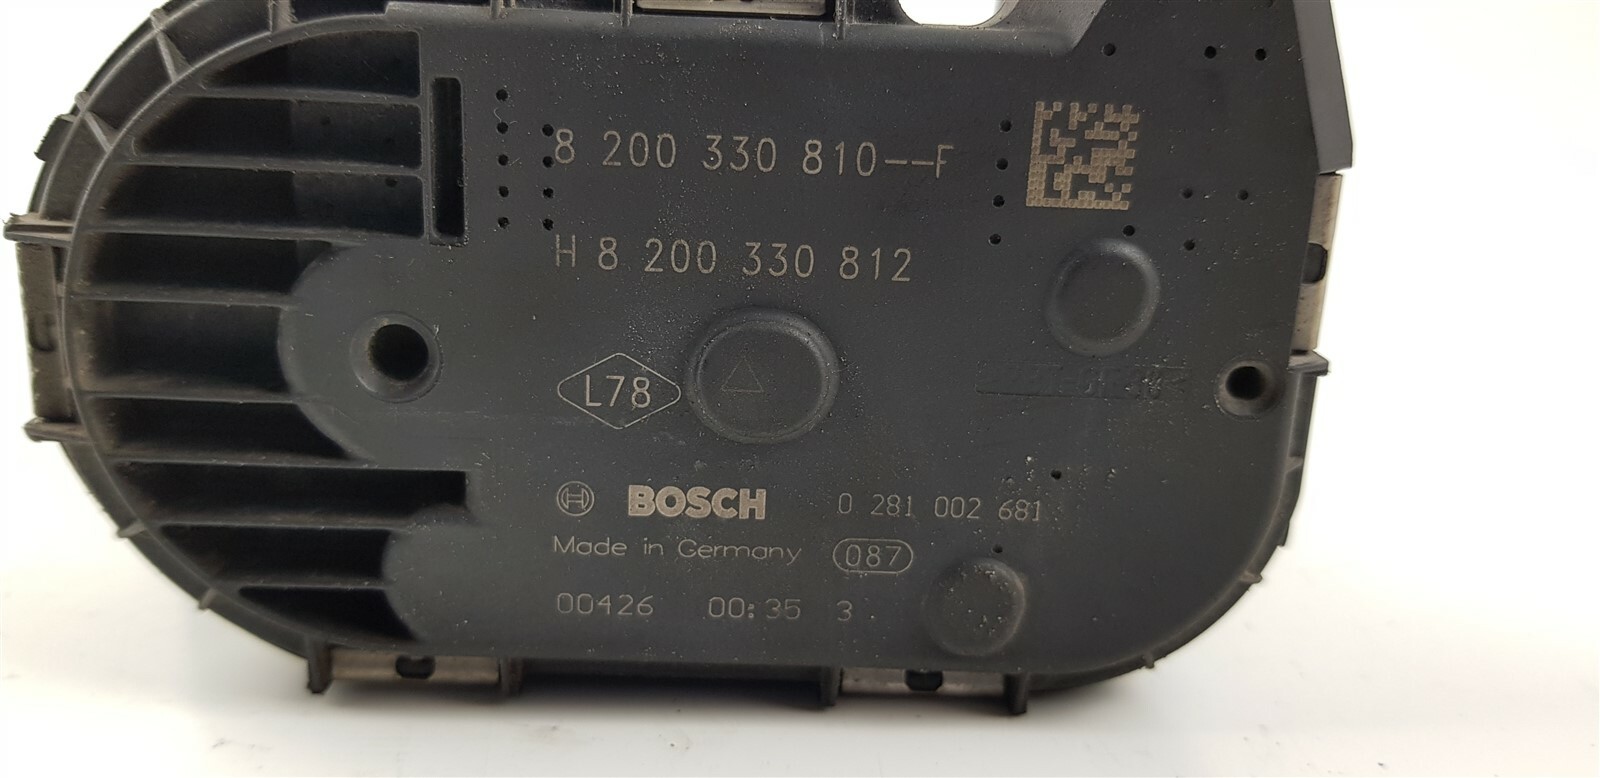 8 200 330 810--F
H 8 200 330 812
L78
BOSCH 0 281 002 681
Made in Germany 087
00426 00:35 3